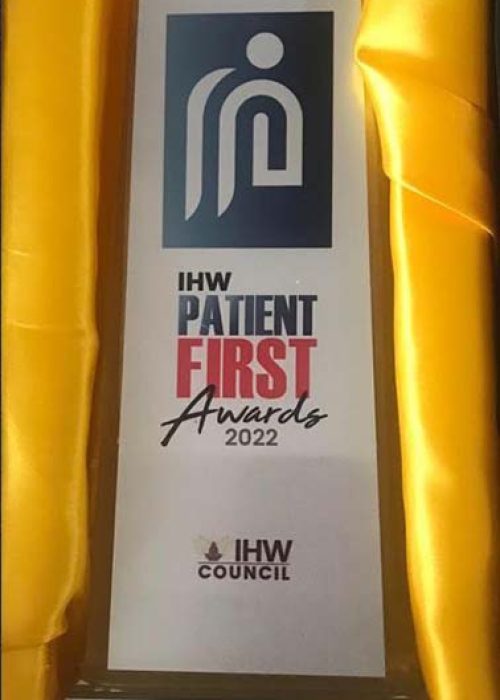 IHW
PATIENT
FIRST
Awards
2022
IHW
COUNCIL